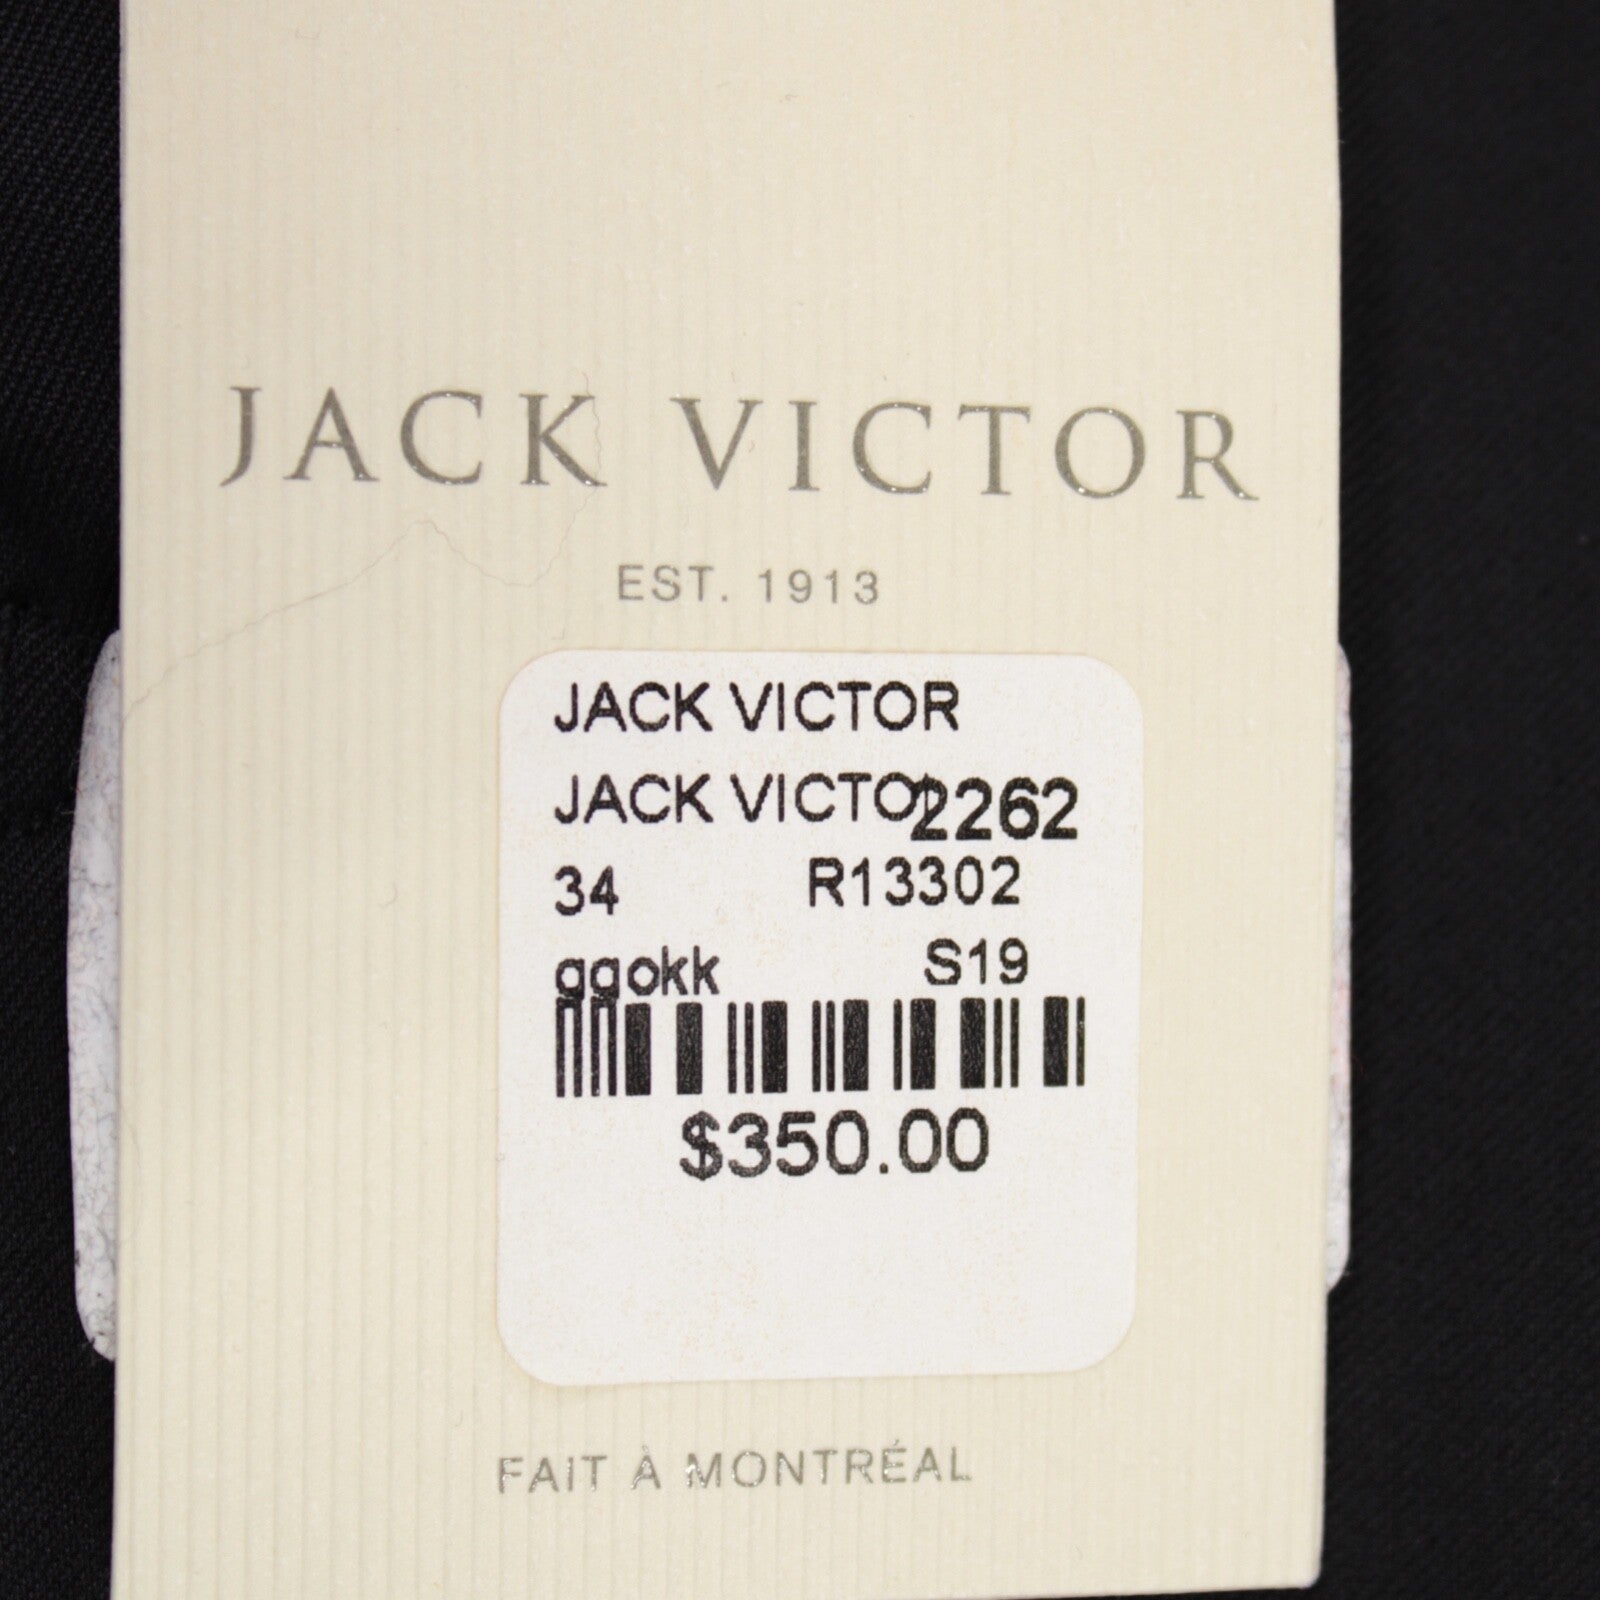 JACK VICTOR
EST. 1913
JACK VICTOR
JACK VICTO 2262
34 R13302
ggokk S19
$350.00
FAIT À MONTRÉAL